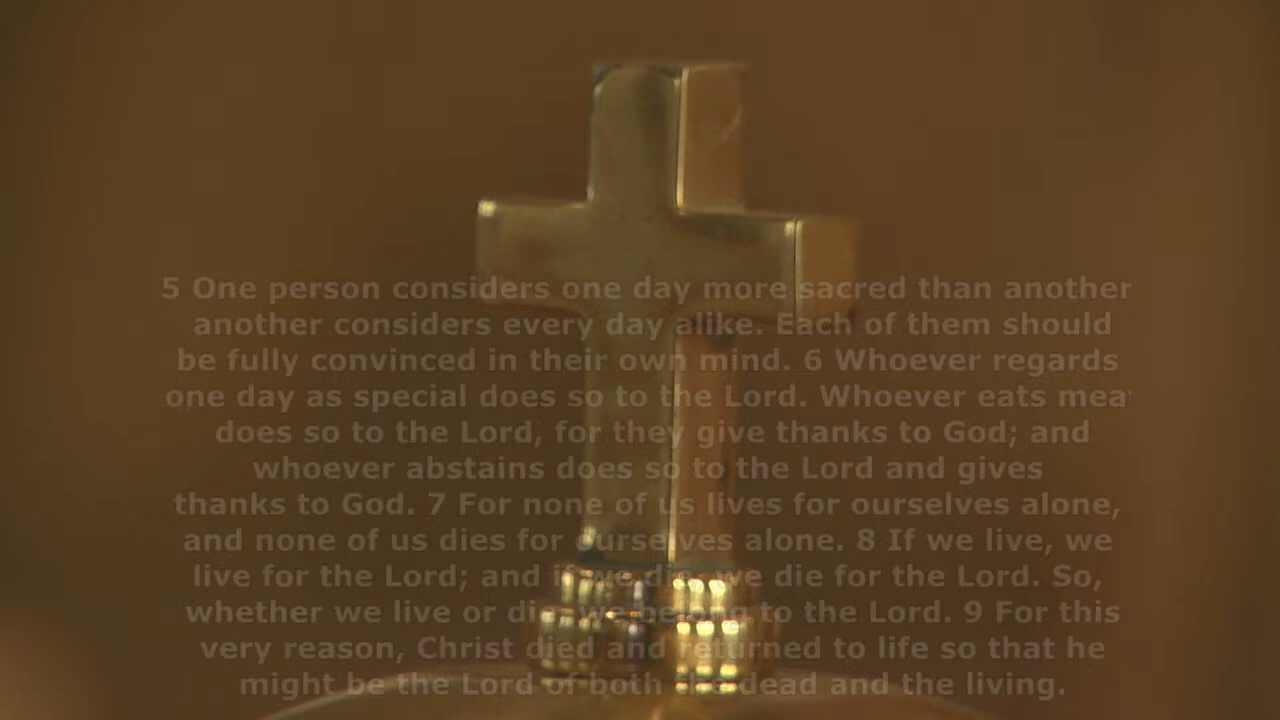 5 One person considers one day more sacred than another
another considers every day alike. Each of them should
be fully convinced in their own mind. 6 Whoever regards
one day as special does so to the Lord. Whoever eats mea
does so to the Lord, for they give thanks to God; and
whoever abstains does so to the Lord and gives
thanks to God. 7 For none of us lives for ourselves alone,
and none of us dies for ourselves alone. 8 If we live, we
live for the Lord; and if we die, we die for the Lord. So,
whether we live or die, we belong to the Lord. 9 For this
very reason, Christ died and returned to life so that he
might be the Lord of both the dead and the living.